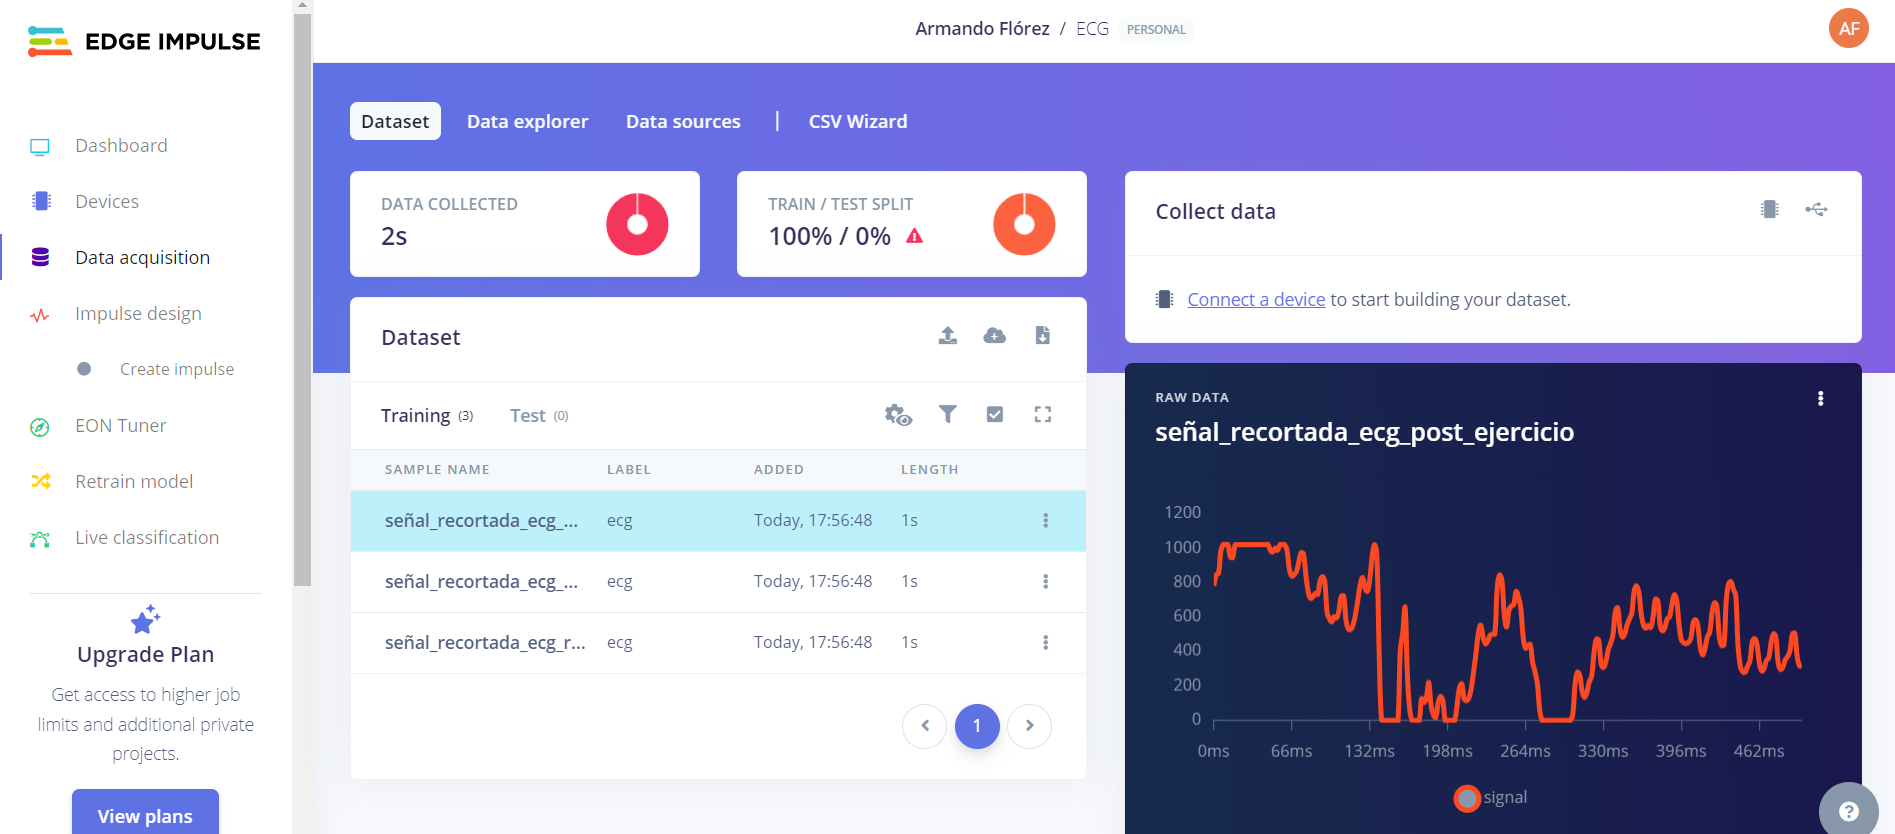 EDGE IMPULSE
Armando Flórez / ECG PERSONAL
AF
Dashboard
Devices
Data acquisition
Impulse design
Create impulse
EON Tuner
Retrain model
Live classification
Upgrade Plan
Get access to higher job
limits and additional private
projects.
View plans
Dataset Data explorer Data sources | CSV Wizard
DATA COLLECTED
2s
TRAIN / TEST SPLIT
100% / 0%
Dataset
Training (3) Test (0)
SAMPLE NAME LABEL ADDED LENGTH
señal_recortada_ecg_... ecg Today, 17:56:48 1s
señal_recortada_ecg_... ecg Today, 17:56:48 1s
señal_recortada_ecg_r... ecg Today, 17:56:48 1s
1
Collect data
Connect a device to start building your dataset.
RAW DATA
señal_recortada_ecg_post_ejercicio
1200
1000
800
600
400
200
0
0ms 66ms 132ms 198ms 264ms 330ms 396ms 462ms
signal
?